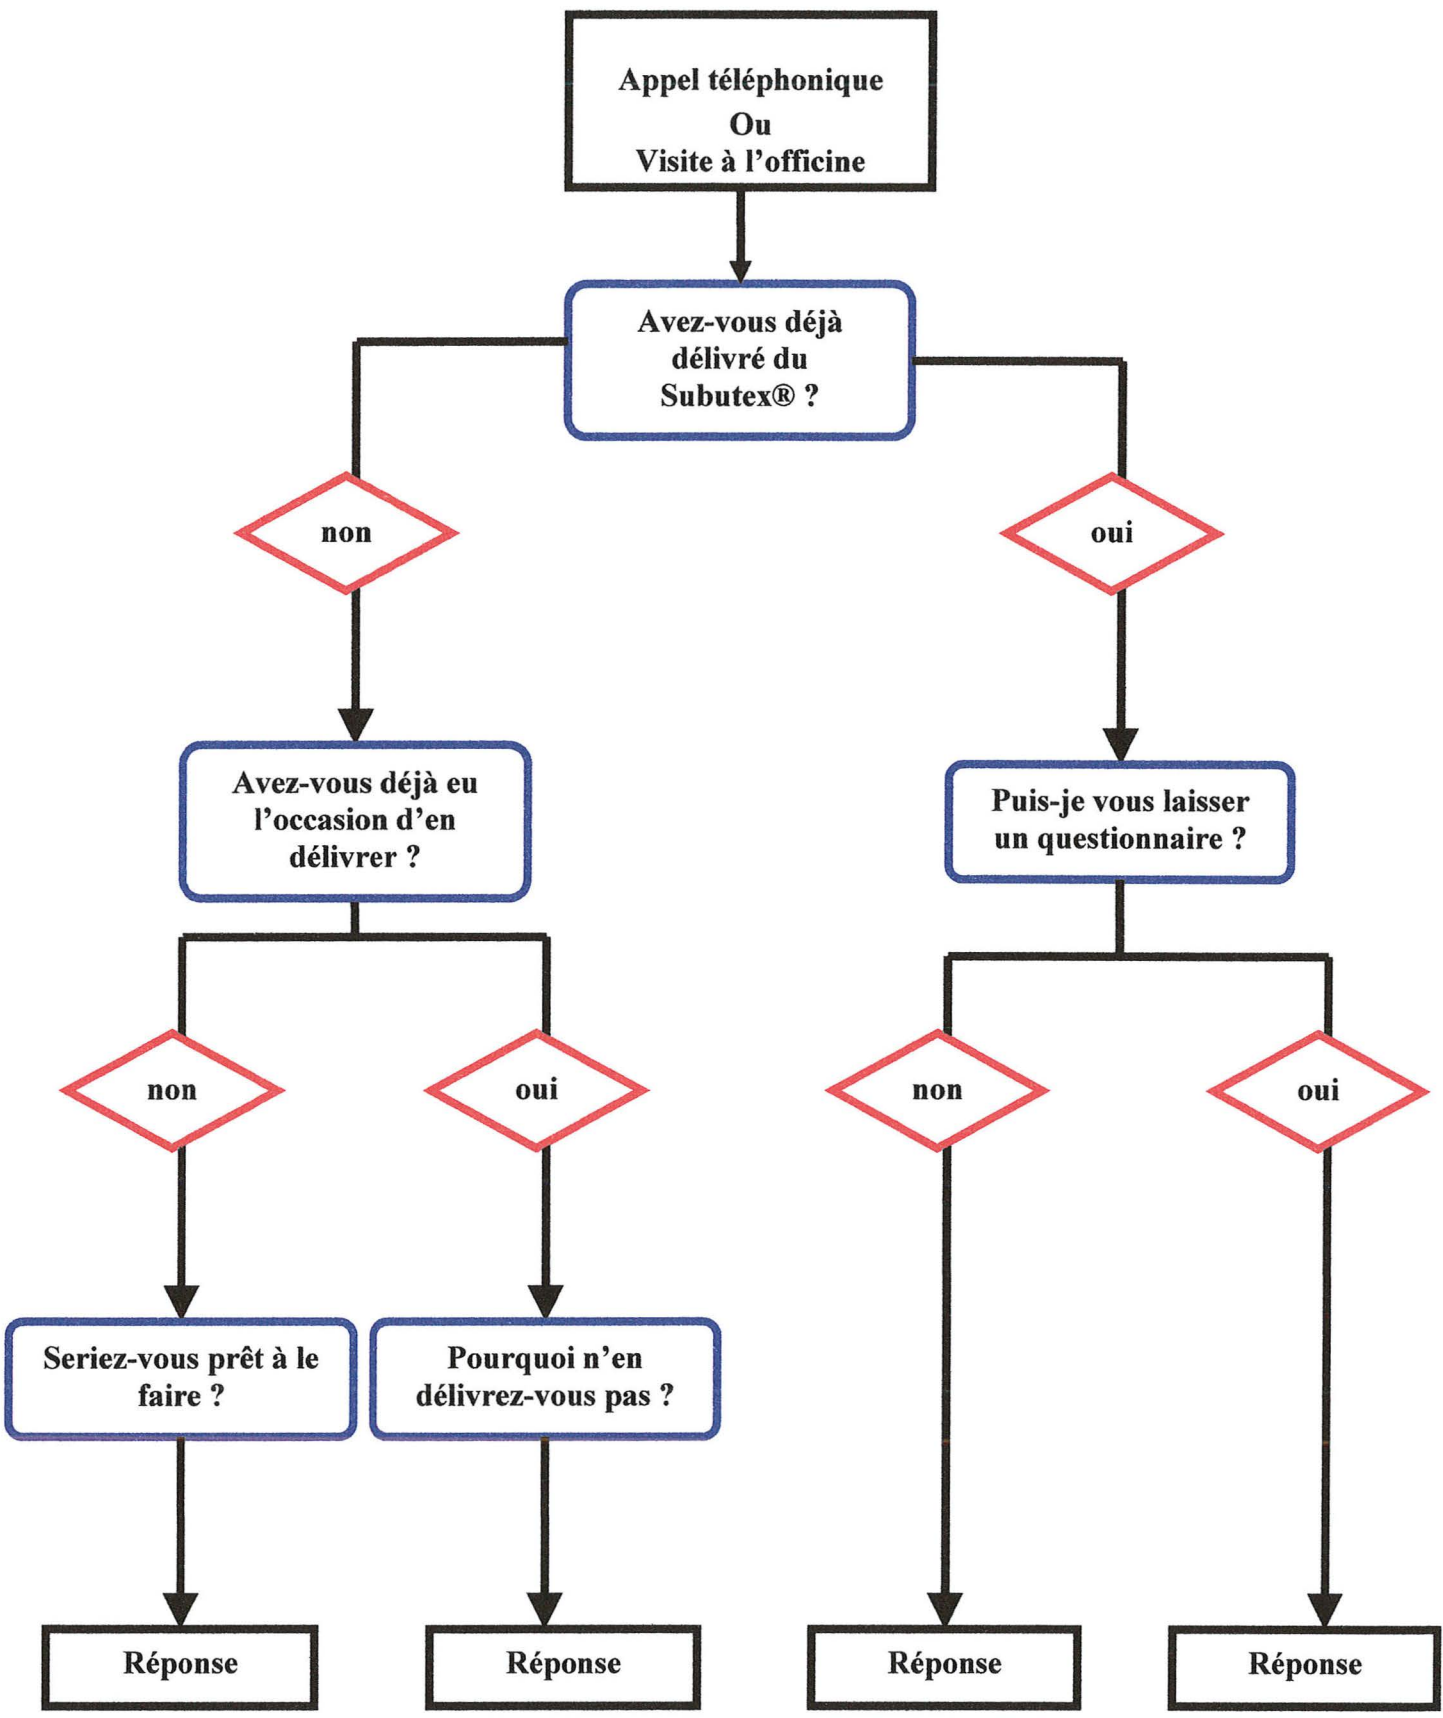 Appel téléphonique
Ou
Visite à l’officine
Avez-vous déjà
délivré du
Subutex® ?
non
oui
Avez-vous déjà eu
l’occasion d’en
délivrer ?
Puis-je vous laisser
un questionnaire ?
non
oui
non
oui
Seriez-vous prêt à le
faire ?
Pourquoi n’en
délivrez-vous pas ?
Réponse
Réponse
Réponse
Réponse